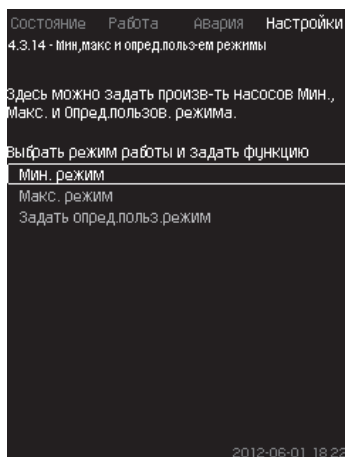 Состояние Работа Авария Настройки
4.3.14 - Мин,макс и опред.польз-ем режимы
Здесь можно задать произв-ть насосов Мин.,
Макс. и Опред.пользов. режима.
Выбрать режим работы и задать функцию
Мин. режим
Макс. режим
Задать опред.польз.режим
2012-06-01 18:22